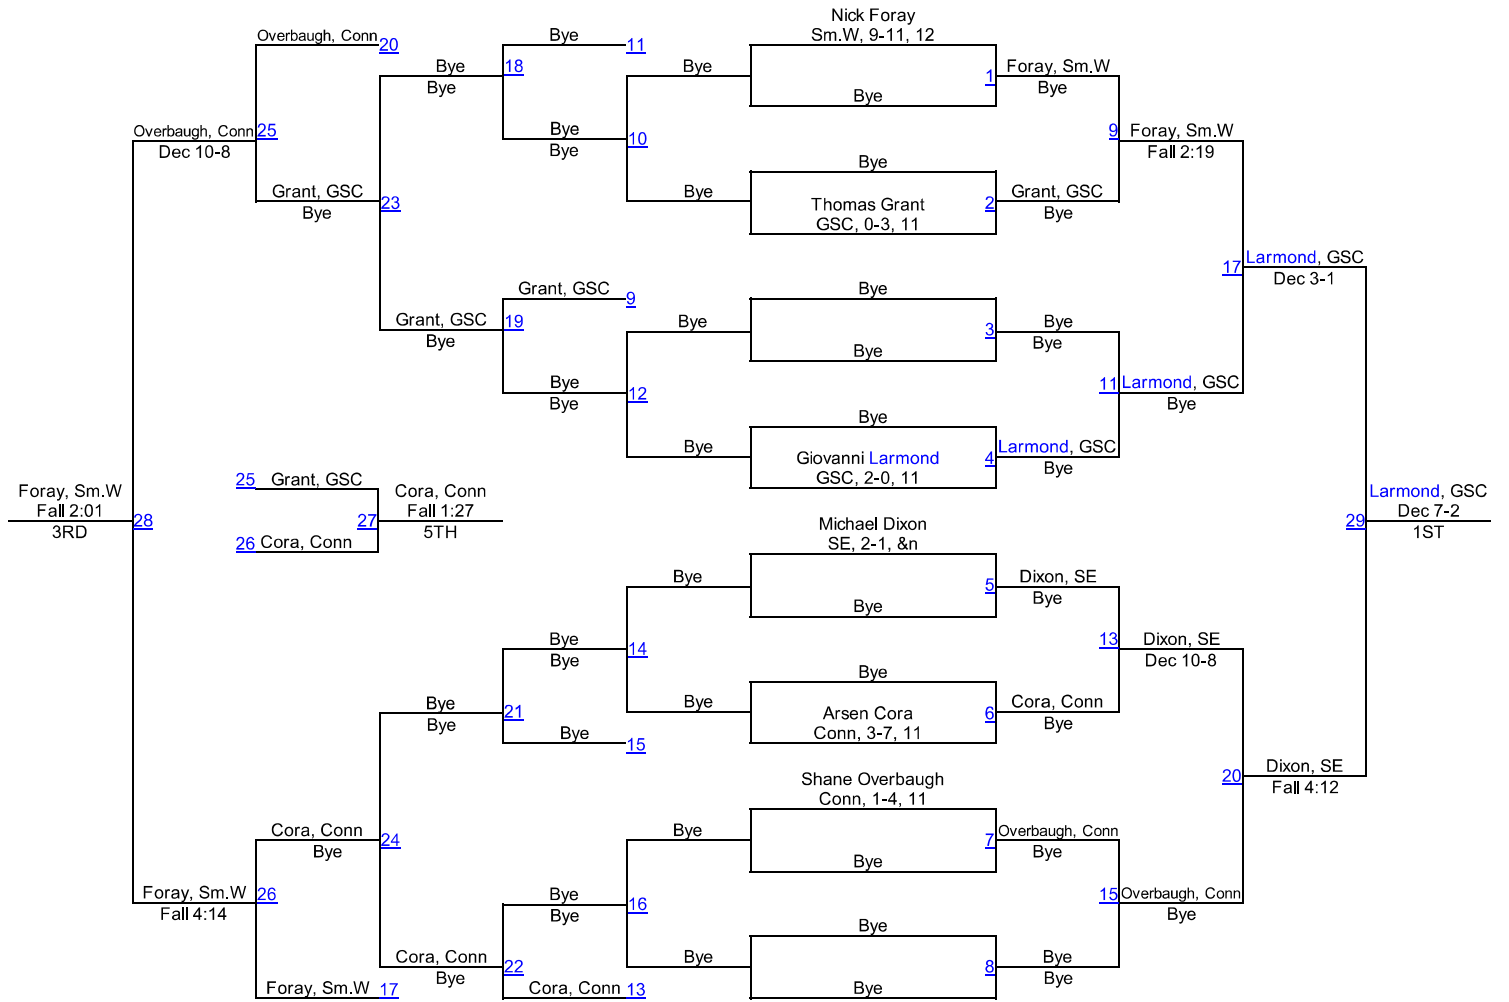 Nick Foray
Sm.W, 9-11, 12
Overbaugh, Conn
20
Bye
11
1
Foray, Sm.W
Bye
Bye
18
Bye
Bye
Bye
Overbaugh, Conn
25
Dec 10-8
Bye
Bye
10
9
Foray, Sm.W
Fall 2:19
Bye
Grant, GSC
Bye
23
Bye
Thomas Grant
GSC, 0-3, 11
2
Grant, GSC
Bye
17
Larmond, GSC
Dec 3-1
Grant, GSC
9
Bye
Grant, GSC
Bye
19
Bye
3
Bye
Bye
Bye
Bye
Bye
12
11
Larmond, GSC
Bye
Bye
Bye
Giovanni Larmond
GSC, 2-0, 11
4
Larmond, GSC
Bye
Foray, Sm.W
Fall 2:01
3RD
28
25
Grant, GSC
26
Cora, Conn
27
Cora, Conn
Fall 1:27
5TH
29
Larmond, GSC
Dec 7-2
1ST
Michael Dixon
SE, 2-1, &n
Bye
5
Dixon, SE
Bye
Bye
Bye
Bye
14
13
Dixon, SE
Dec 10-8
Bye
Bye
Bye
21
Bye
Arsen Cora
Conn, 3-7, 11
6
Cora, Conn
Bye
Bye
15
20
Dixon, SE
Fall 4:12
Shane Overbaugh
Conn, 1-4, 11
Cora, Conn
Bye
24
Bye
7
Overbaugh, Conn
Bye
Bye
Foray, Sm.W
Fall 4:14
26
Bye
Bye
16
15
Overbaugh, Conn
Bye
Bye
Cora, Conn
Bye
22
Bye
8
Bye
Bye
Foray, Sm.W
17
Cora, Conn
13
Bye